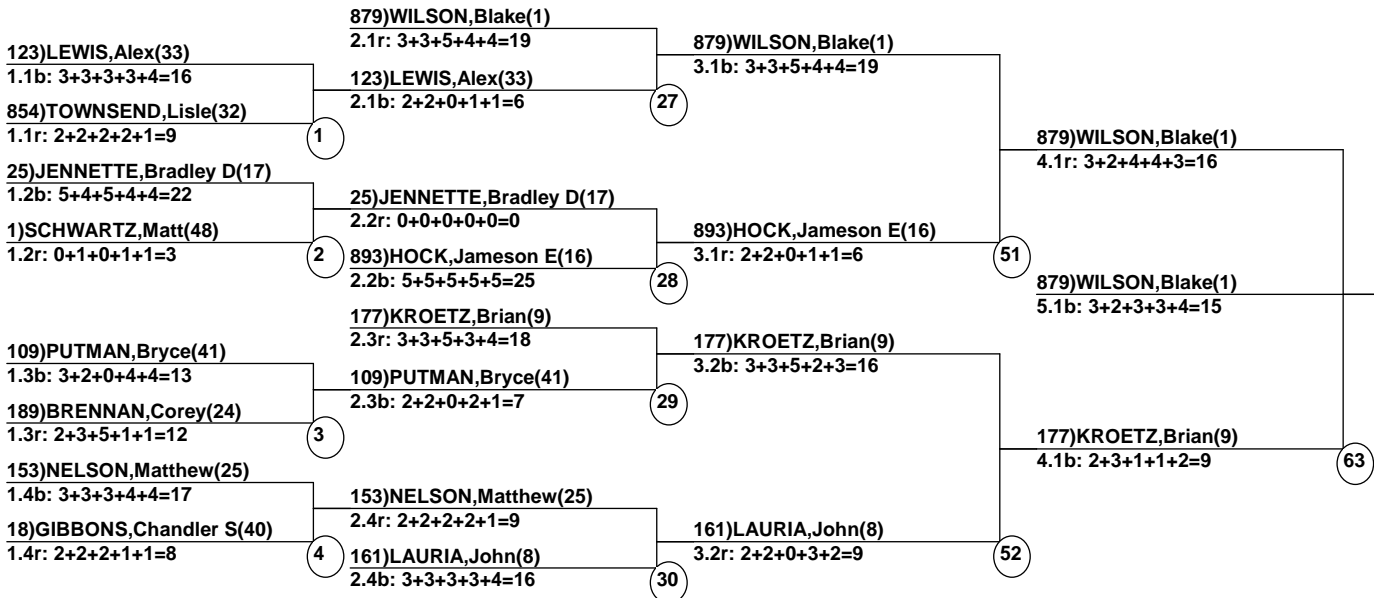 123)LEWIS,Alex(33)
1.1b: 3+3+3+3+4=16
854)TOWNSEND,Lisle(32)
1.1r: 2+2+2+2+1=9
1
25)JENNETTE,Bradley D(17)
1.2b: 5+4+5+4+4=22
1)SCHWARTZ,Matt(48)
1.2r: 0+1+0+1+1=3
2
109)PUTMAN,Bryce(41)
1.3b: 3+2+0+4+4=13
189)BRENNAN,Corey(24)
1.3r: 2+3+5+1+1=12
3
153)NELSON,Matthew(25)
1.4b: 3+3+3+4+4=17
18)GIBBONS,Chandler S(40)
1.4r: 2+2+2+1+1=8
4
879)WILSON,Blake(1)
2.1r: 3+3+5+4+4=19
123)LEWIS,Alex(33)
2.1b: 2+2+0+1+1=6
27
25)JENNETTE,Bradley D(17)
2.2r: 0+0+0+0+0=0
893)HOCK,Jameson E(16)
2.2b: 5+5+5+5+5=25
28
177)KROETZ,Brian(9)
2.3r: 3+3+5+3+4=18
109)PUTMAN,Bryce(41)
2.3b: 2+2+0+2+1=7
29
153)NELSON,Matthew(25)
2.4r: 2+2+2+2+1=9
161)LAURIA,John(8)
2.4b: 3+3+3+3+4=16
30
879)WILSON,Blake(1)
3.1b: 3+3+5+4+4=19
893)HOCK,Jameson E(16)
3.1r: 2+2+0+1+1=6
51
177)KROETZ,Brian(9)
3.2b: 3+3+5+2+3=16
161)LAURIA,John(8)
3.2r: 2+2+0+3+2=9
52
879)WILSON,Blake(1)
4.1r: 3+2+4+4+3=16
177)KROETZ,Brian(9)
4.1b: 2+3+1+1+2=9
63
879)WILSON,Blake(1)
5.1b: 3+2+3+3+4=15